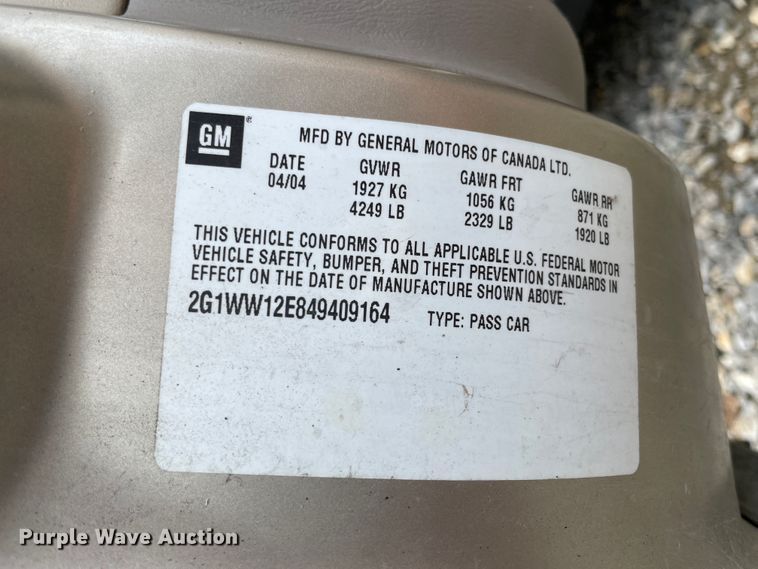 GM ®
MFD BY GENERAL MOTORS OF CANADA LTD.
DATE GVWR GAWR FRT GAWR RR
04/04 1927 KG 1056 KG 871 KG
4249 LB 2329 LB 1920 LB
THIS VEHICLE CONFORMS TO ALL APPLICABLE U.S. FEDERAL MOTOR
VEHICLE SAFETY, BUMPER, AND THEFT PREVENTION STANDARDS IN
EFFECT ON THE DATE OF MANUFACTURE SHOWN ABOVE.
2G1WW12E849409164 TYPE: PASS CAR
Purple Wave Auction